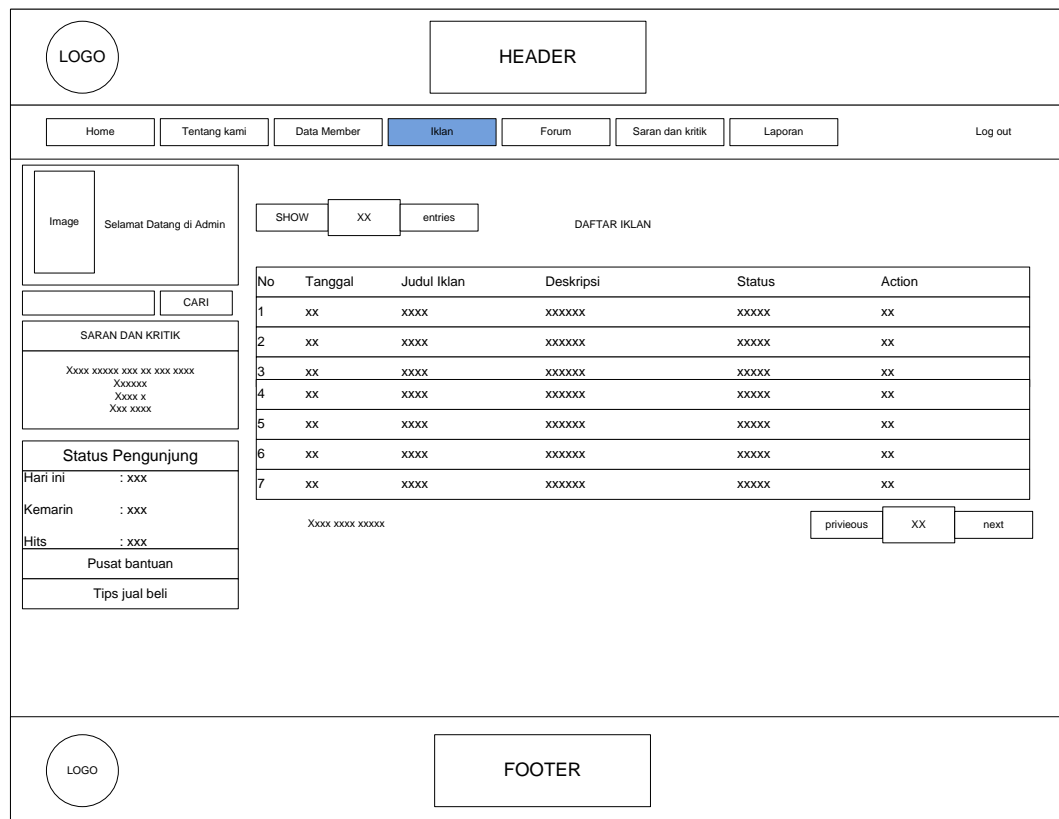 LOGO
HEADER
Home Tentang kami Data Member Iklan Forum Saran dan kritik Laporan Log out
Image Selamat Datang di Admin
CARI
SARAN DAN KRITIK
Xxxx xxxxx xxx xx xxx xxxx
Xxxxxx
Xxxx x
Xxx xxxx
Status Pengunjung
Hari ini : xxx
Kemarin : xxx
Hits : xxx
Pusat bantuan
Tips jual beli
SHOW XX entries
DAFTAR IKLAN
No Tanggal Judul Iklan Deskripsi Status Action
1 xx xxxx xxxxxx xxxxx xx
2 xx xxxx xxxxxx xxxxx xx
3 xx xxxx xxxxxx xxxxx xx
4 xx xxxx xxxxxx xxxxx xx
5 xx xxxx xxxxxx xxxxx xx
6 xx xxxx xxxxxx xxxxx xx
7 xx xxxx xxxxxx xxxxx xx
Xxxx xxxx xxxxx
privieous XX next
LOGO
FOOTER